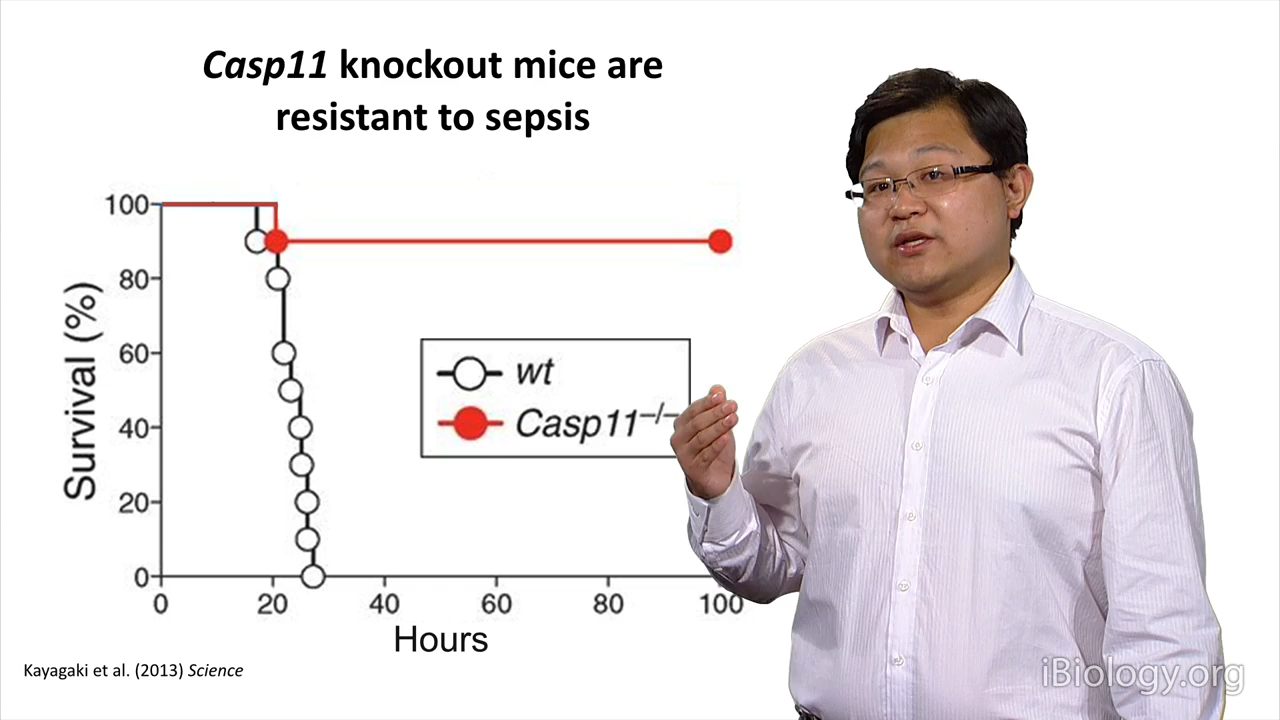 Casp11 knockout mice are
resistant to sepsis
100
80
60
40
20
0
Survival (%)
wt
Casp11–/–
0 20 40 60 80 100
Hours
Kayagaki et al. (2013) Science
iBiology.org